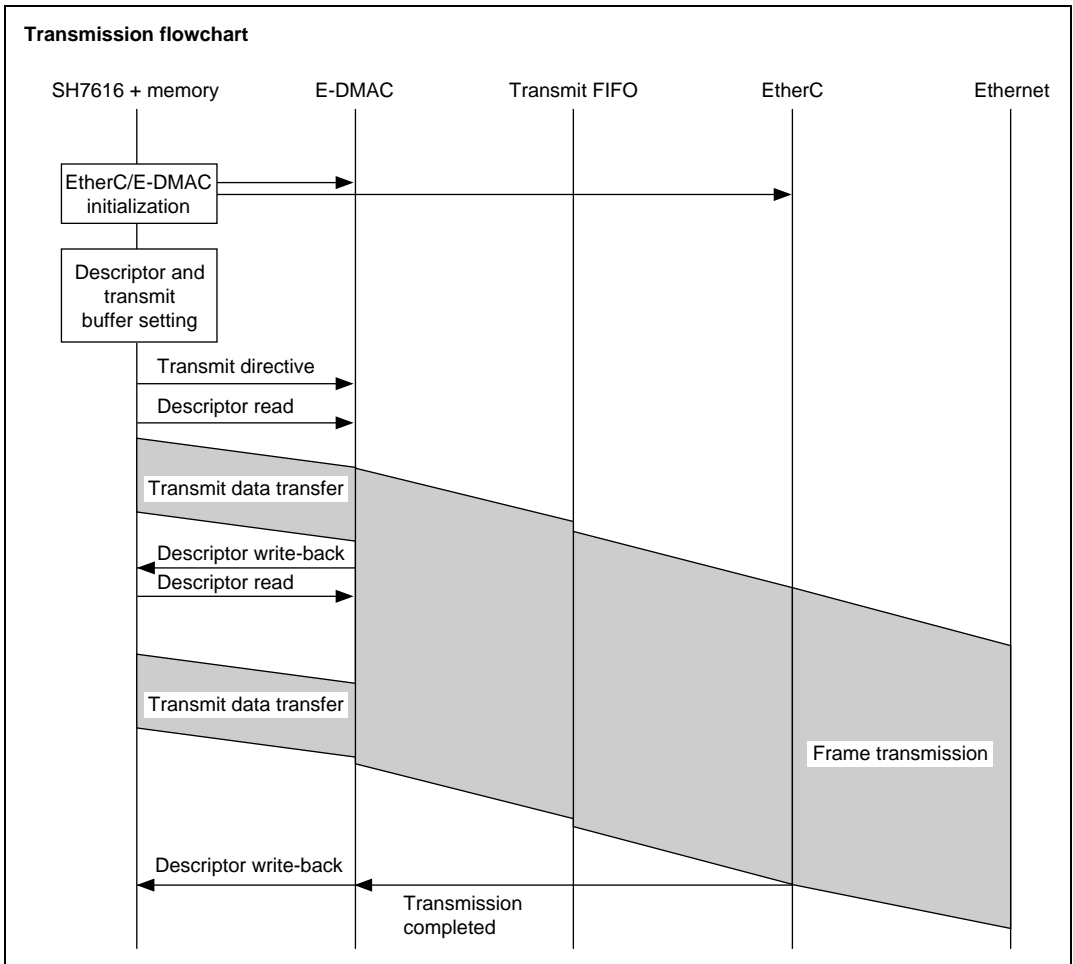 Transmission flowchart
SH7616 + memory
E-DMAC
Transmit FIFO
EtherC
Ethernet
EtherC/E-DMAC
initialization
Descriptor and
transmit
buffer setting
Transmit directive
Descriptor read
Transmit data transfer
Descriptor write-back
Descriptor read
Transmit data transfer
Frame transmission
Descriptor write-back
Transmission
completed